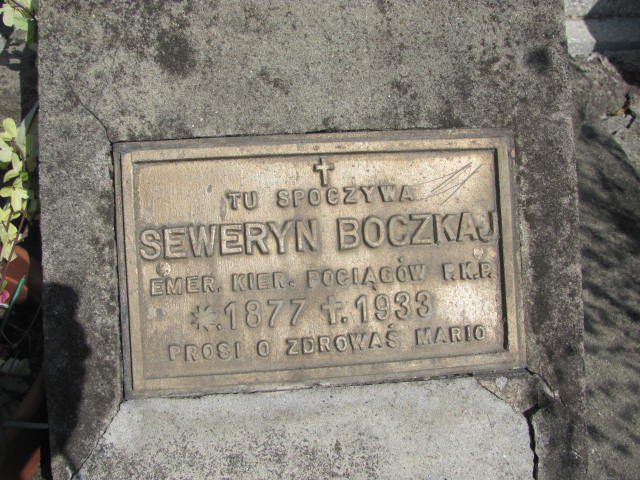 TU SPOCZYWA
SEWERYN BOCZKAJ
EMER. KIER. POCIĄGÓW P.K.P.
*.1877 †.1933
PROSI O ZDROWAŚ MARIO